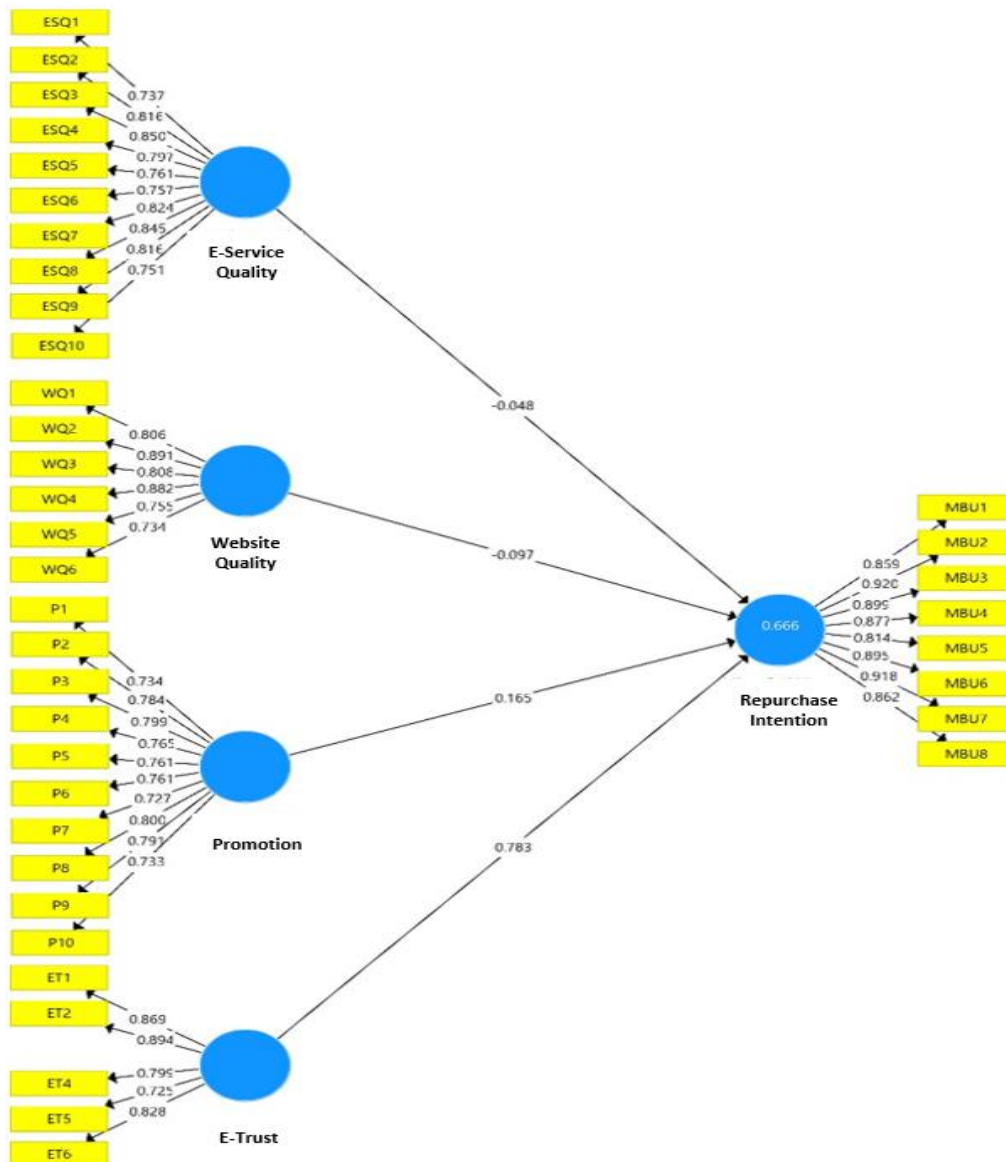 ESQ1
ESQ2
ESQ3
ESQ4
ESQ5
ESQ6
ESQ7
ESQ8
ESQ9
ESQ10
0.737
0.816
0.850
0.797
0.761
0.757
0.824
0.845
0.816
0.751
E-Service
Quality
-0.048
WQ1
WQ2
WQ3
WQ4
WQ5
WQ6
0.806
0.891
0.808
0.882
0.755
0.734
Website
Quality
-0.097
P1
P2
P3
P4
P5
P6
P7
P8
P9
P10
0.734
0.784
0.799
0.765
0.761
0.761
0.727
0.800
0.791
0.733
Promotion
0.165
ET1
ET2
ET4
ET5
ET6
0.869
0.894
0.799
0.725
0.828
E-Trust
0.783
0.666
Repurchase
Intention
0.859
0.920
0.899
0.877
0.814
0.895
0.918
0.862
MBU1
MBU2
MBU3
MBU4
MBU5
MBU6
MBU7
MBU8